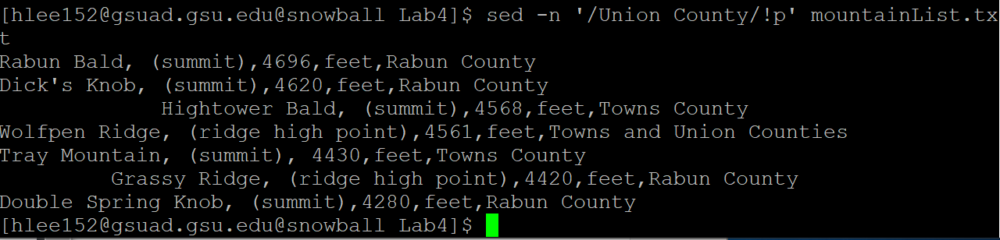 [hlee152@gsuad.gsu.edu@snowball Lab4]$ sed -n '/Union County/!p' mountainList.tx
t
Rabun Bald, (summit),4696,feet,Rabun County
Dick's Knob, (summit),4620,feet,Rabun County
             Hightower Bald, (summit),4568,feet,Towns County
Wolfpen Ridge, (ridge high point),4561,feet,Towns and Union Counties
Tray Mountain, (summit), 4430,feet,Towns County
         Grassy Ridge, (ridge high point),4420,feet,Rabun County
Double Spring Knob, (summit),4280,feet,Rabun County
[hlee152@gsuad.gsu.edu@snowball Lab4]$